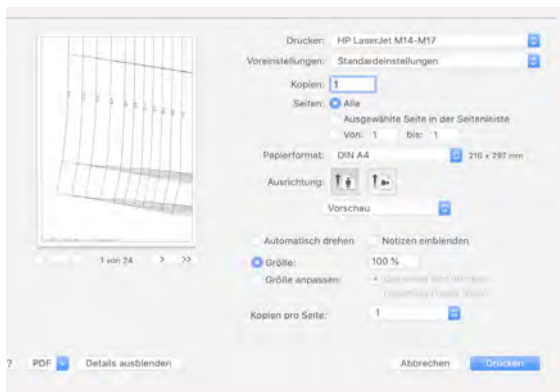 Drucker: HP LaserJet M14-M17
Voreinstellungen: Standardeinstellungen
Kopien: 1
Seiten: Alle
Ausgewählte Seite in der Seitenleiste
Von: 1 bis: 1
Papierformat: DIN A4 210 x 297 mm
Ausrichtung:
Vorschau
Automatisch drehen Notizen einblenden
Größe: 100 %
Größe anpassen:
1 von 24 > >>
Kopien pro Seite: 1
? PDF Details ausblenden Abbrechen Drucken